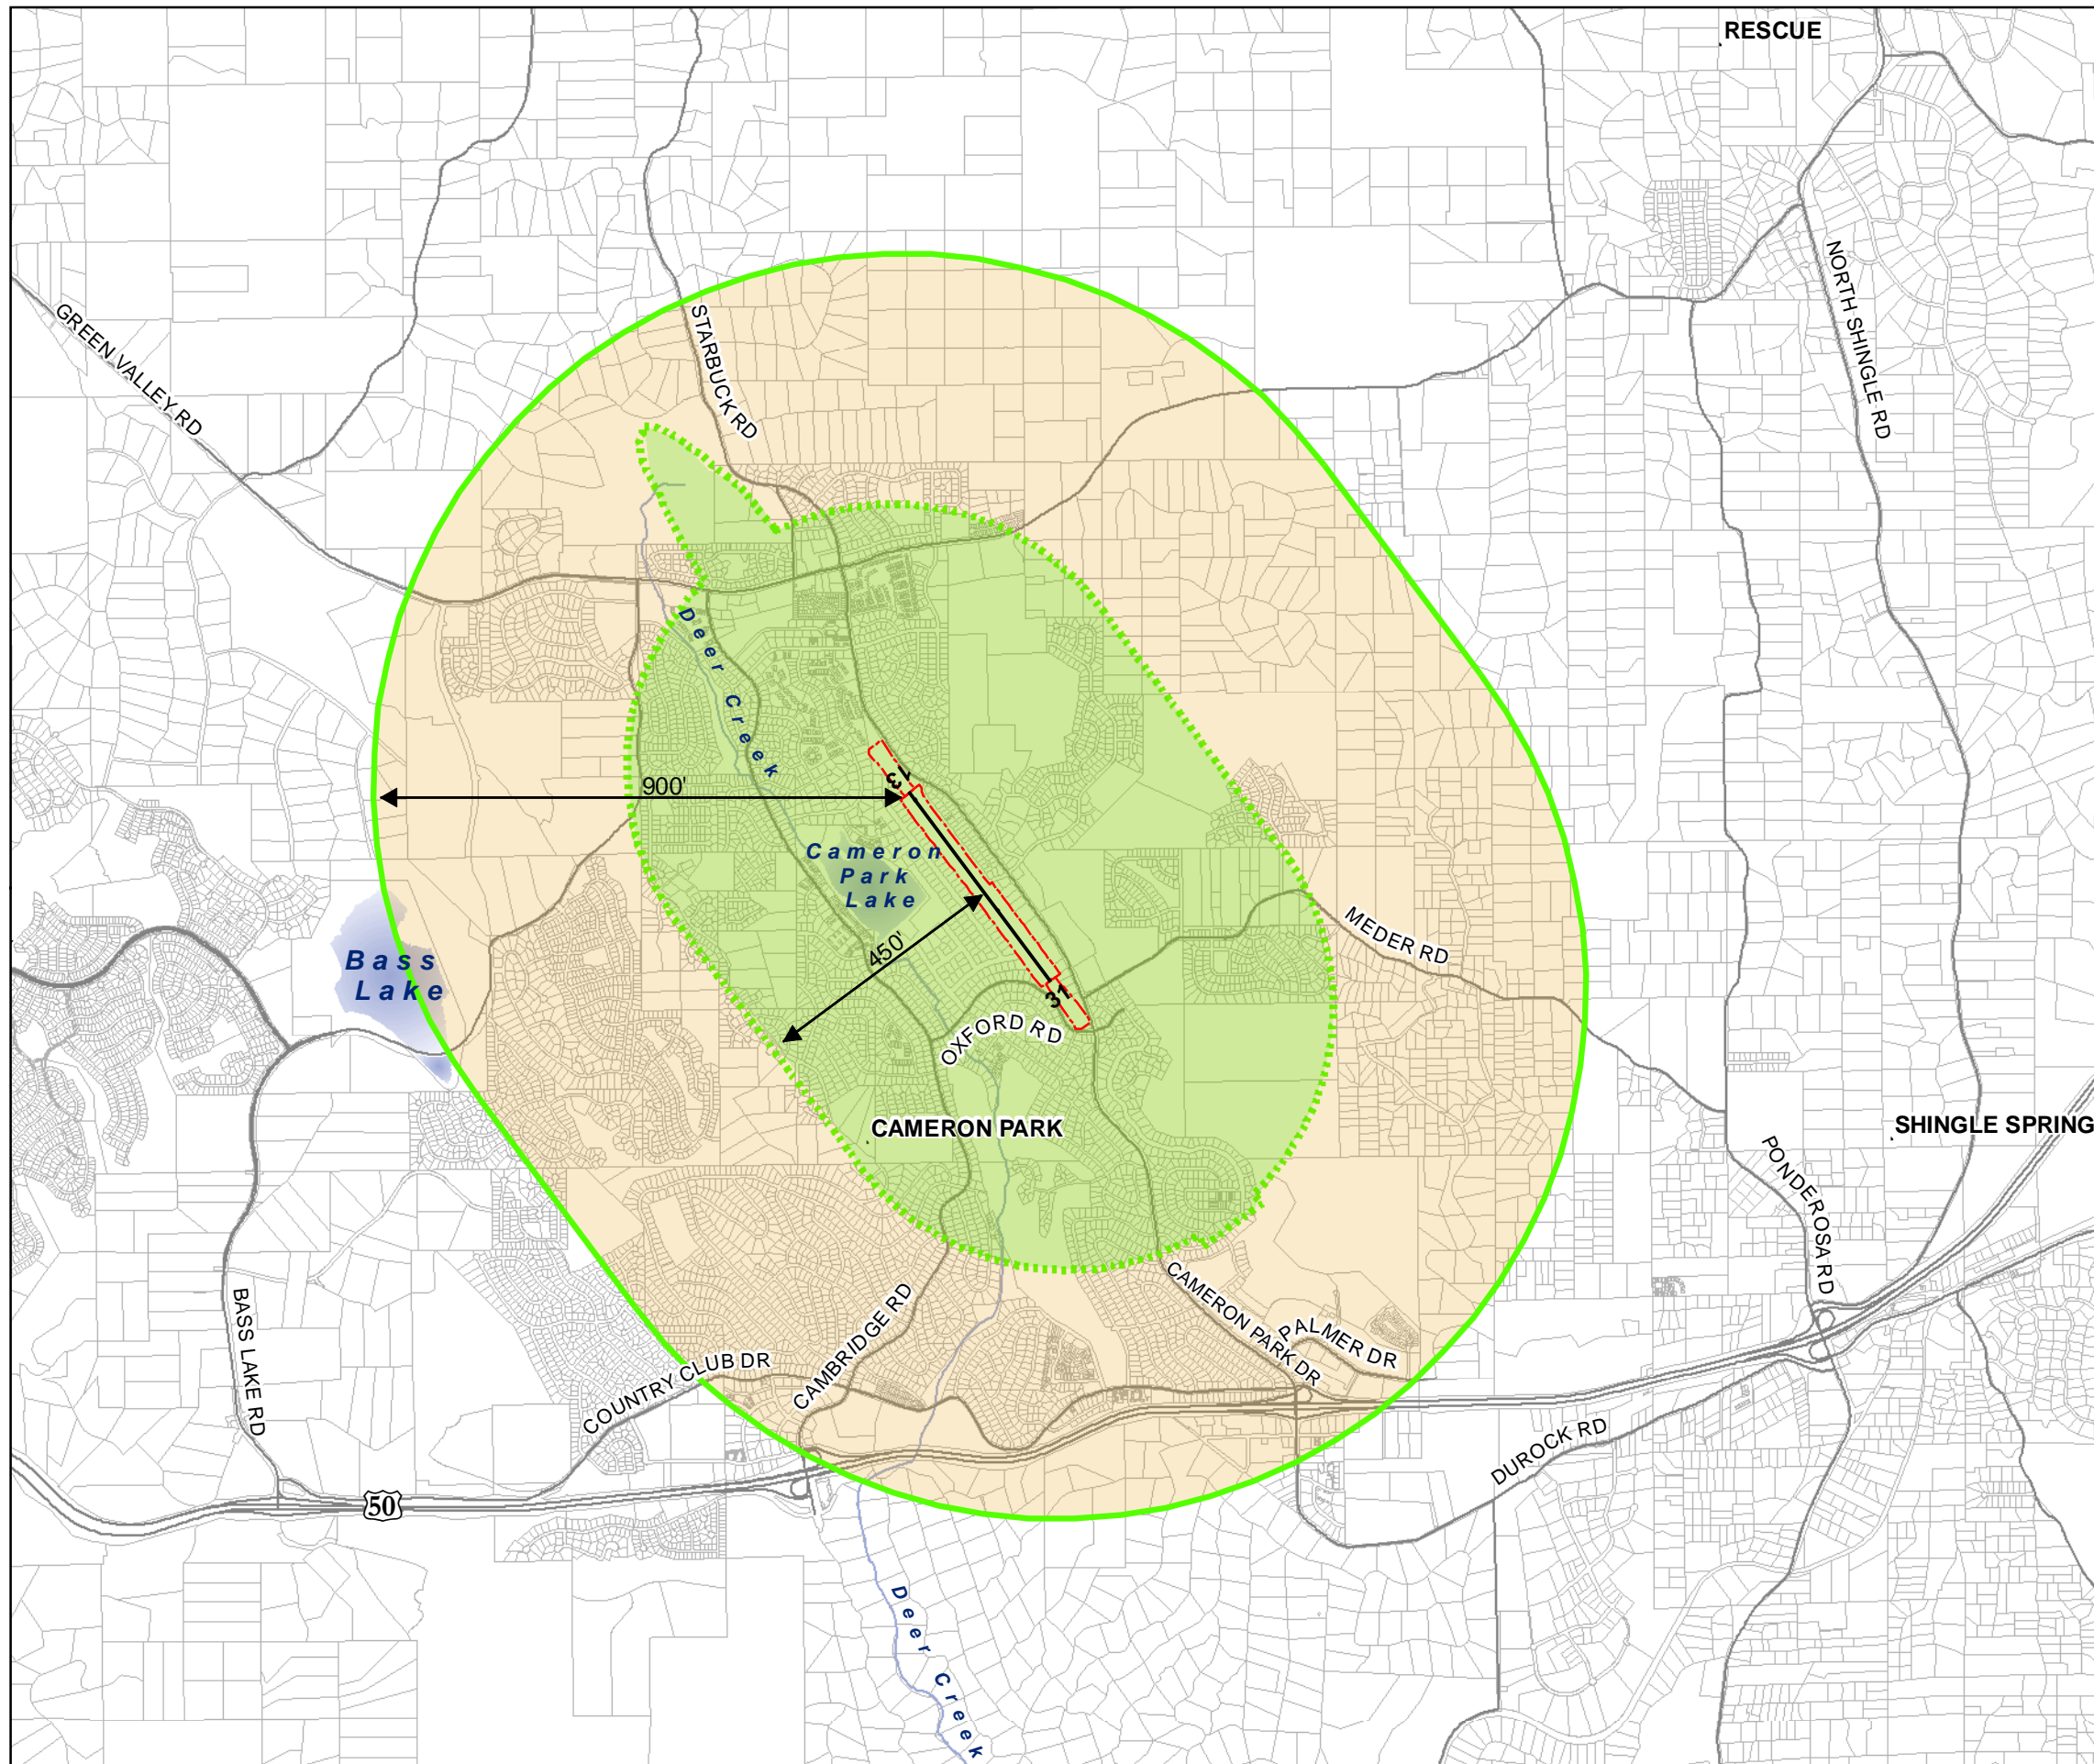 RESCUE
NORTH SHINGLE RD
GREEN VALLEY RD
STARBUCK RD
Deer Creek
900'
13
Cameron
Park
Lake
450'
MEDER RD
Bass
Lake
31
OXFORD RD
CAMERON PARK
SHINGLE SPRING
PONDEROSA RD
BASS LAKE RD
COUNTRY CLUB DR
CAMBRIDGE RD
CAMERON PARK DR
PALMER DR
DUROCK RD
50
Deer Creek